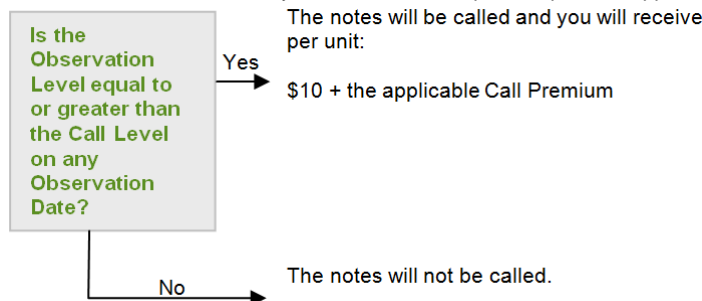 Is the
Observation
Level equal to
or greater than
the Call Level
on any
Observation
Date?
Yes
The notes will be called and you will receive
per unit:
$10 + the applicable Call Premium
No
The notes will not be called.